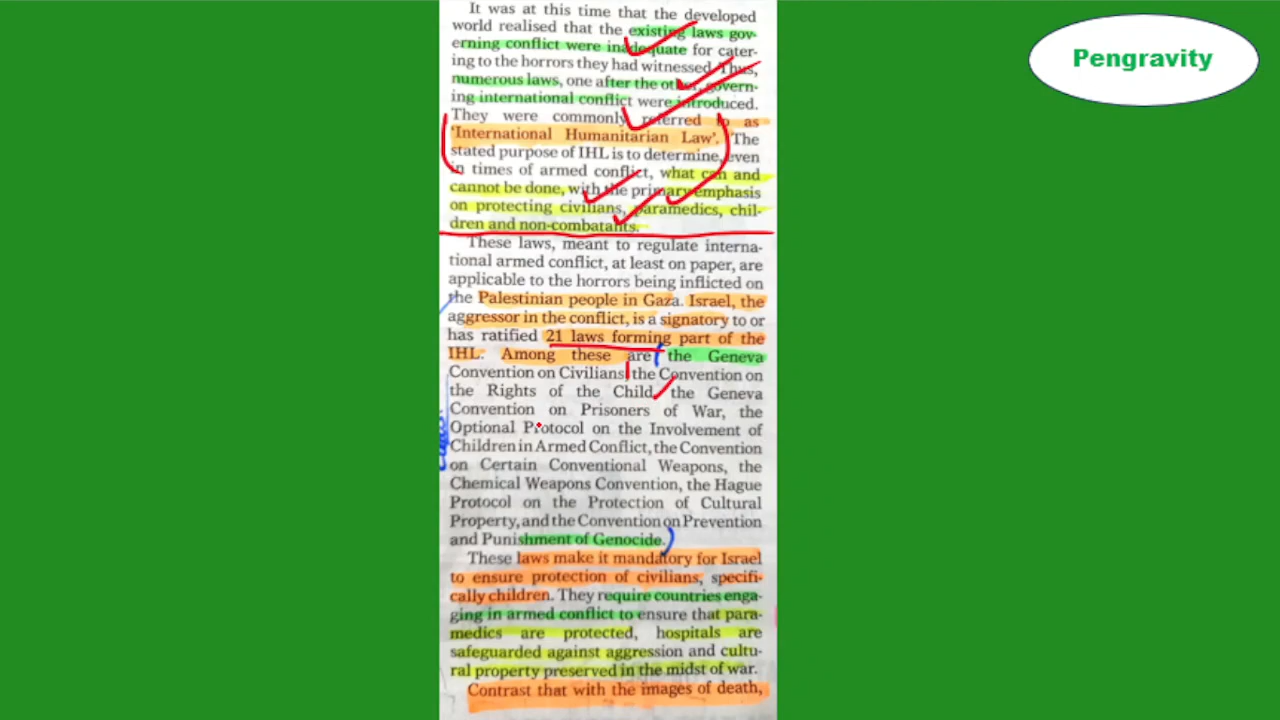 It was at this time that the developed
world realised that the existing laws gov-
erning conflict were inadequate for cater-
ing to the horrors they had witnessed. Thus,
numerous laws, one after the other, govern-
ing international conflict were introduced.
They were commonly referred to as
‘International Humanitarian Law’. The
stated purpose of IHL is to determine, even
in times of armed conflict, what can and
cannot be done, with the primary emphasis
on protecting civilians, paramedics, chil-
dren and non-combatants.
These laws, meant to regulate interna-
tional armed conflict, at least on paper, are
applicable to the horrors being inflicted on
the Palestinian people in Gaza. Israel, the
aggressor in the conflict, is a signatory to or
has ratified 21 laws forming part of the
IHL. Among these are the Geneva
Convention on Civilians, the Convention on
the Rights of the Child, the Geneva
Convention on Prisoners of War, the
Optional Protocol on the Involvement of
Children in Armed Conflict, the Convention
on Certain Conventional Weapons, the
Chemical Weapons Convention, the Hague
Protocol on the Protection of Cultural
Property, and the Convention on Prevention
and Punishment of Genocide.
These laws make it mandatory for Israel
to ensure protection of civilians, specifi-
cally children. They require countries enga-
ging in armed conflict to ensure that para-
medics are protected, hospitals are
safeguarded against aggression and cultu-
ral property preserved in the midst of war.
Contrast that with the images of death,
Pengravity